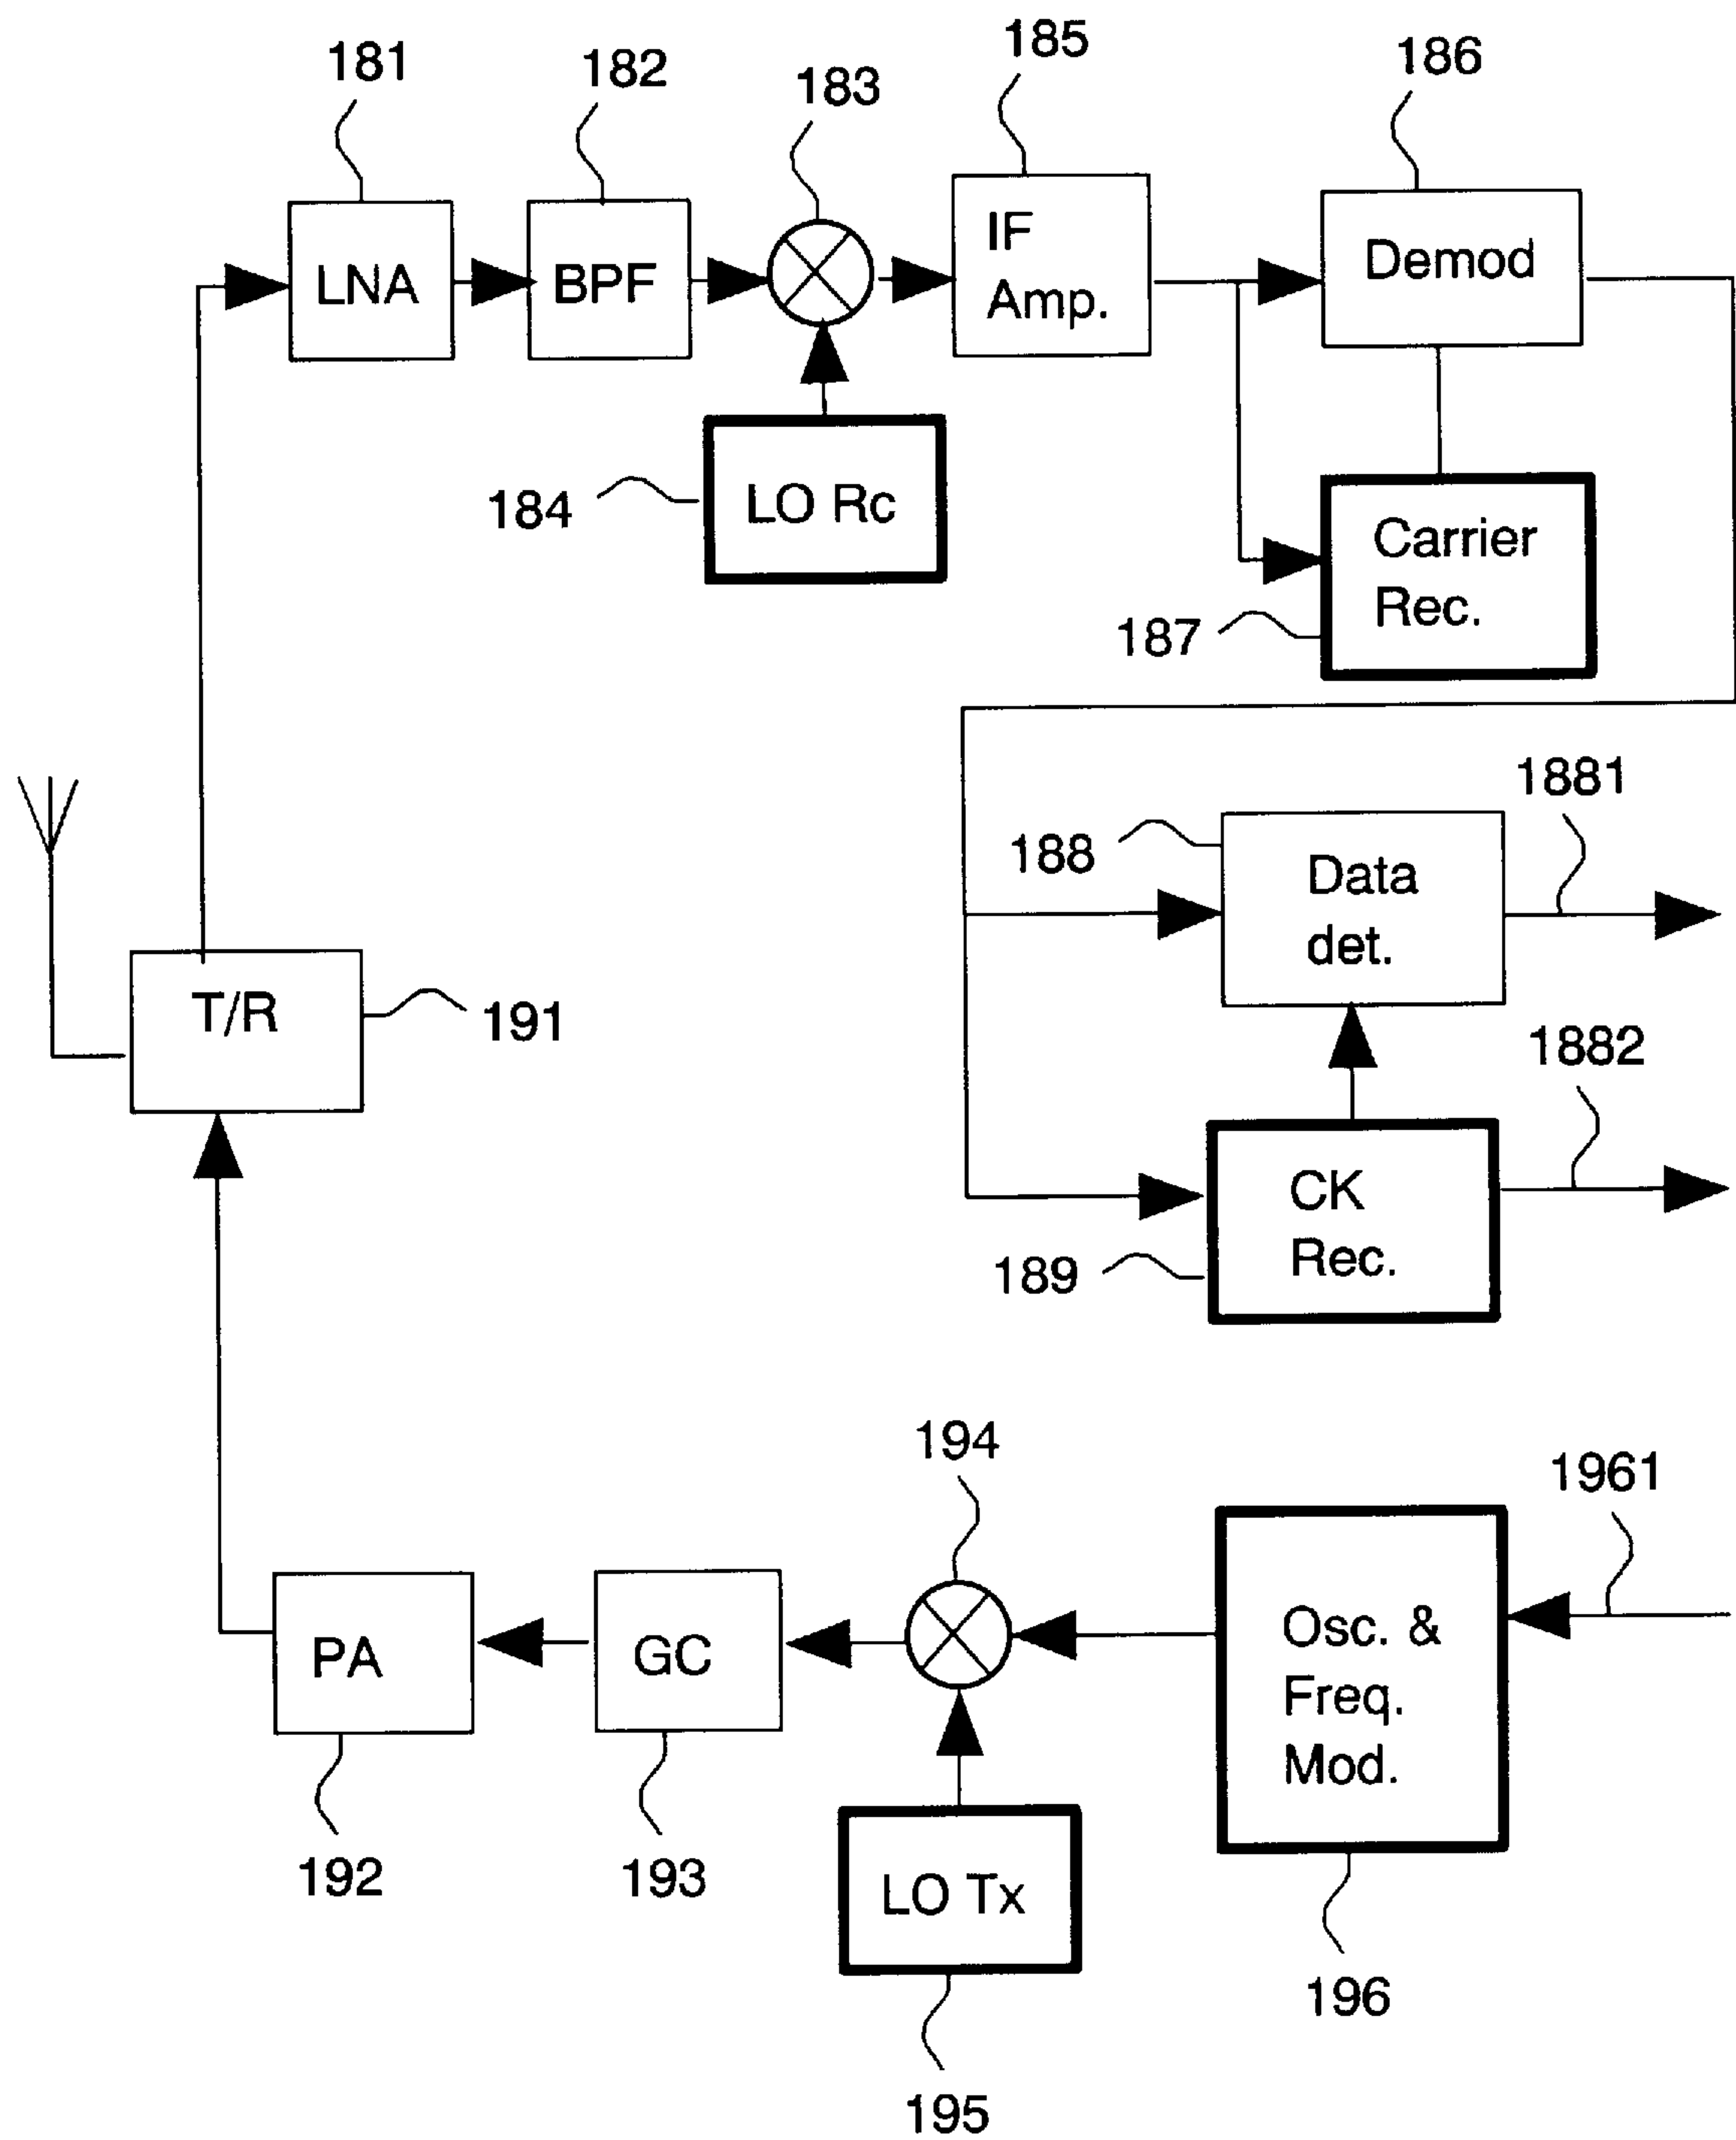 181
182
183
185
186
LNA
BPF
IF
Amp.
Demod
184
LO Rc
Carrier
Rec.
187
1881
188
Data
det.
T/R
191
1882
CK
Rec.
189
194
1961
PA
GC
Osc. &
Freq.
Mod.
192
193
LO Tx
196
195